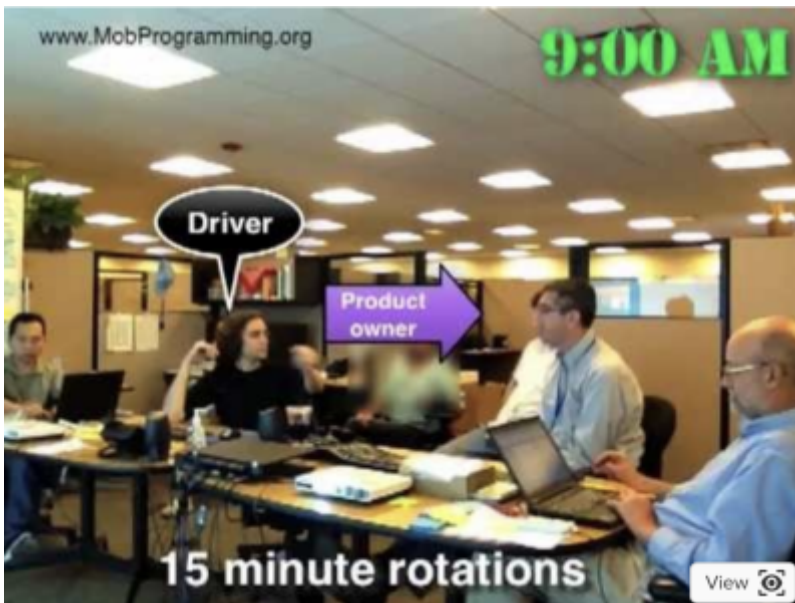 www.MobProgramming.org
9:00 AM
Driver
Product
owner
15 minute rotations
View